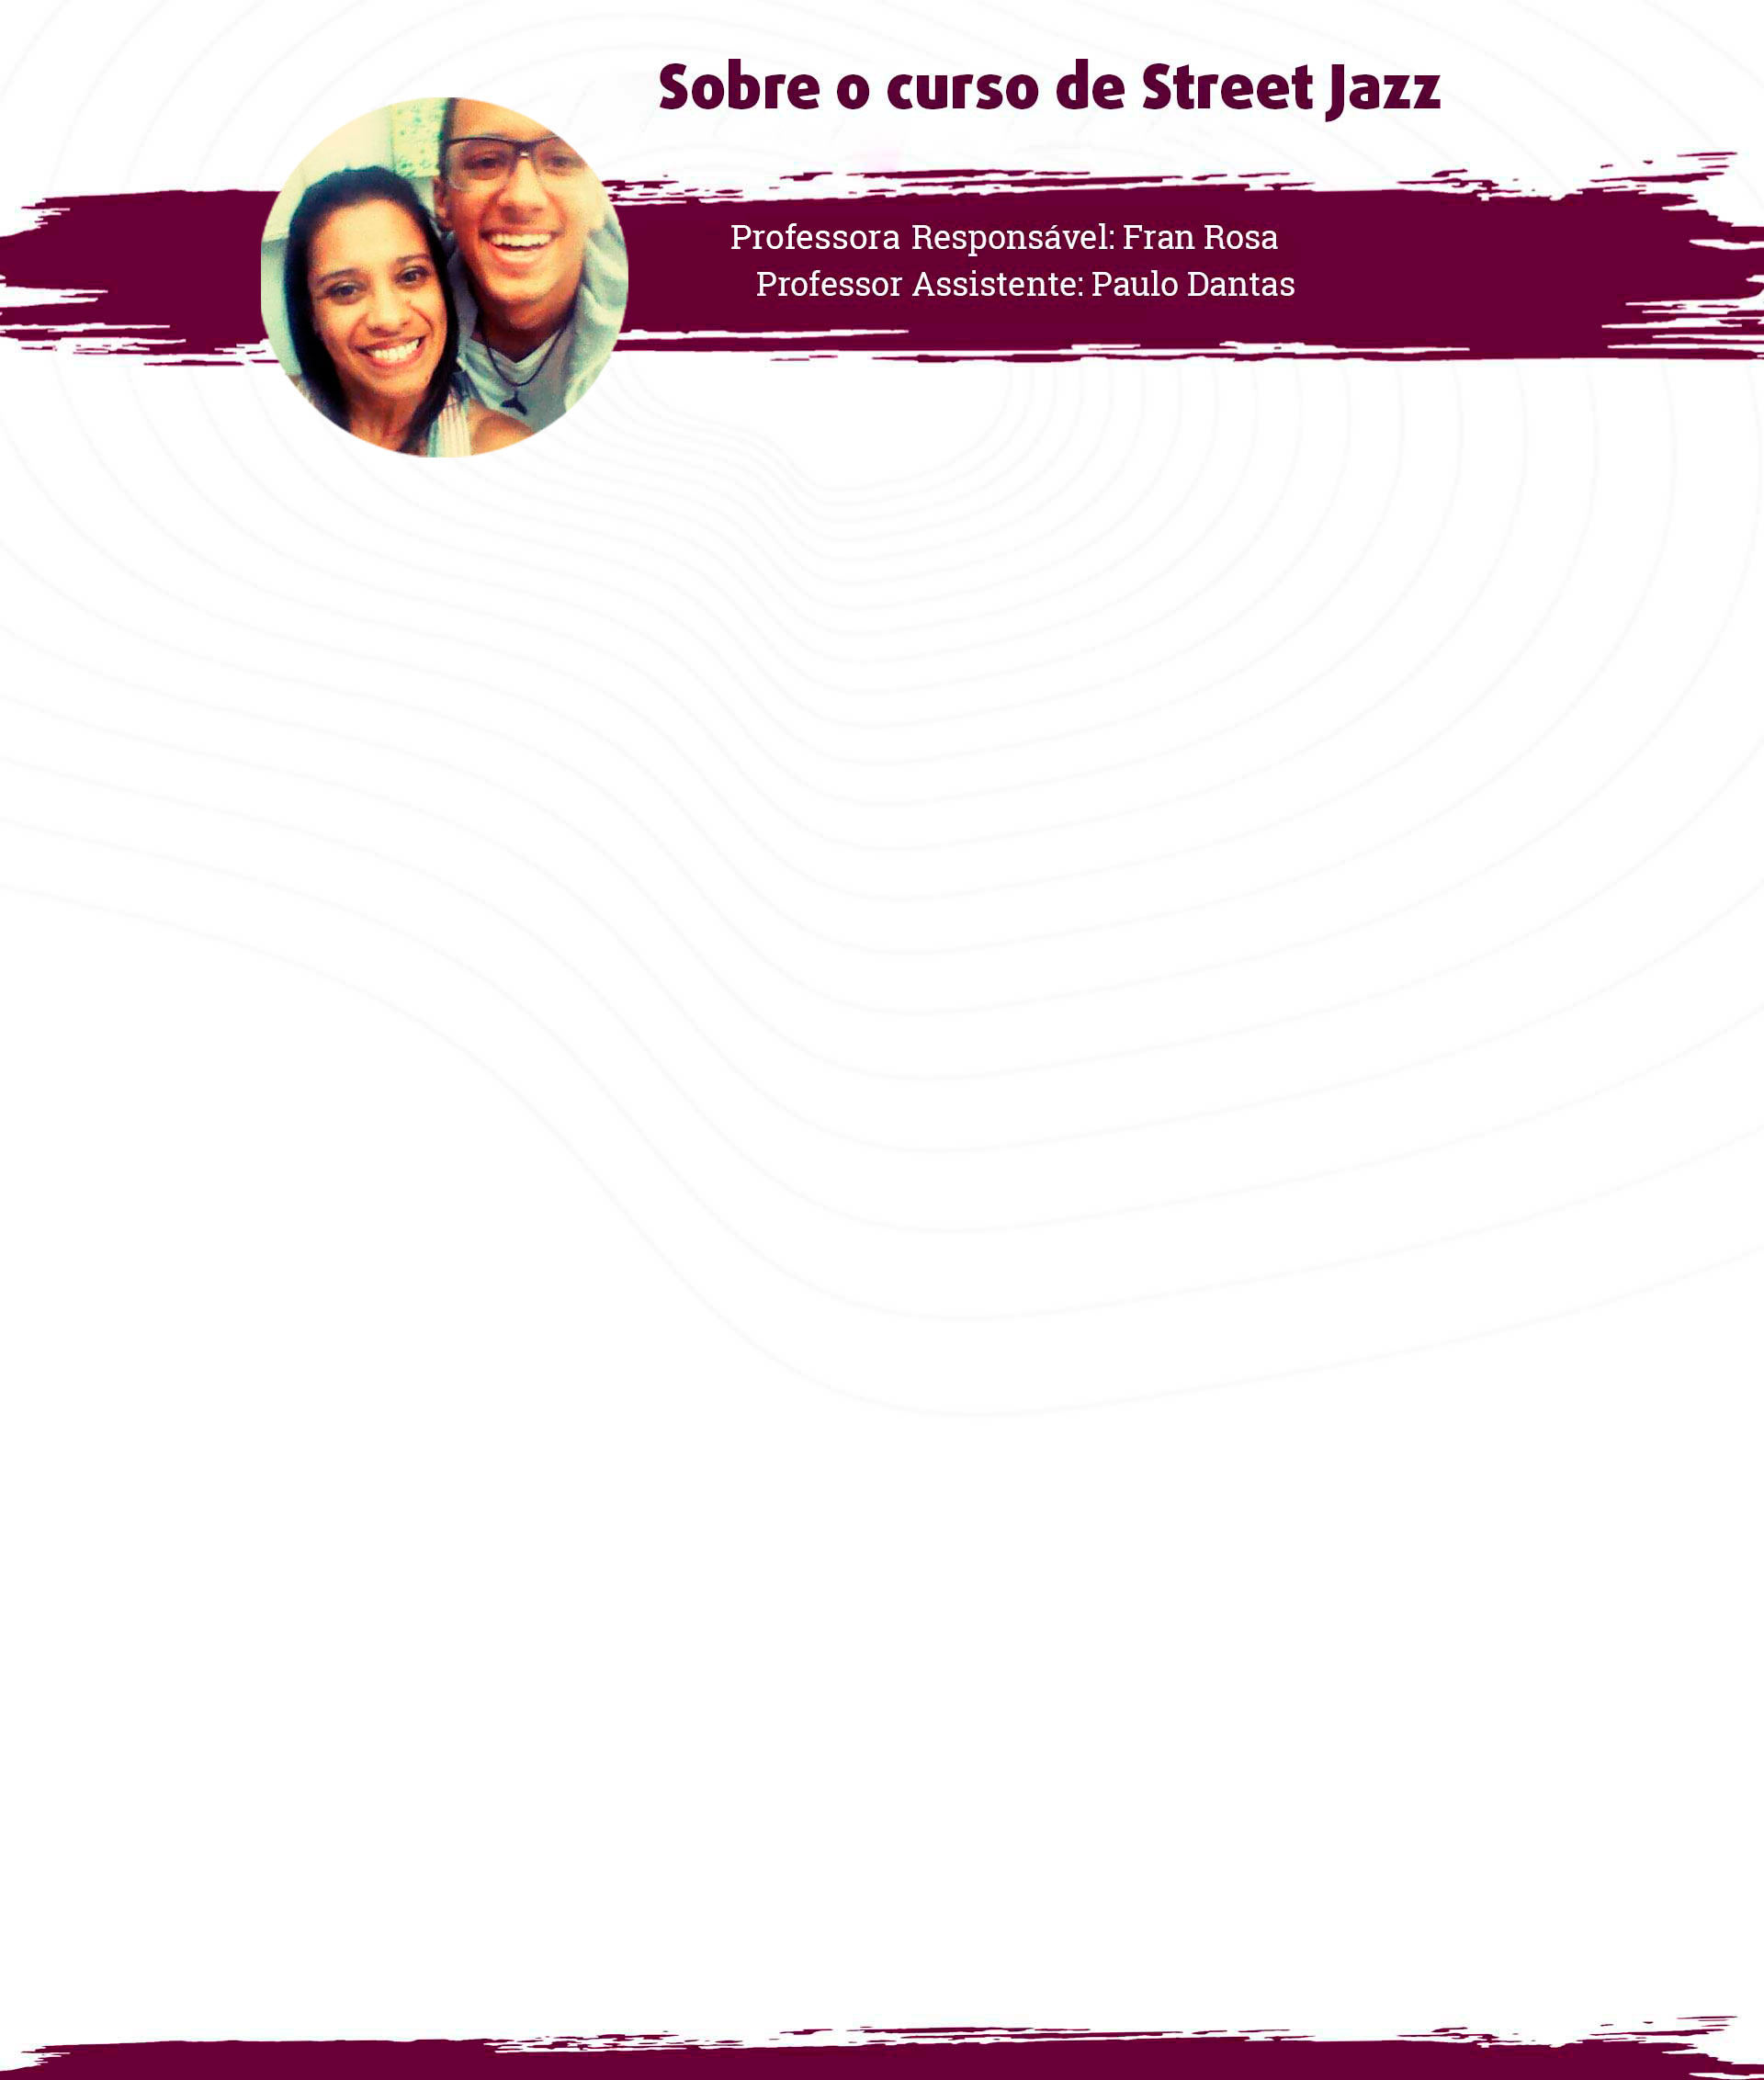 Sobre o curso de Street Jazz
Professora Responsável: Fran Rosa
Professor Assistente: Paulo Dantas